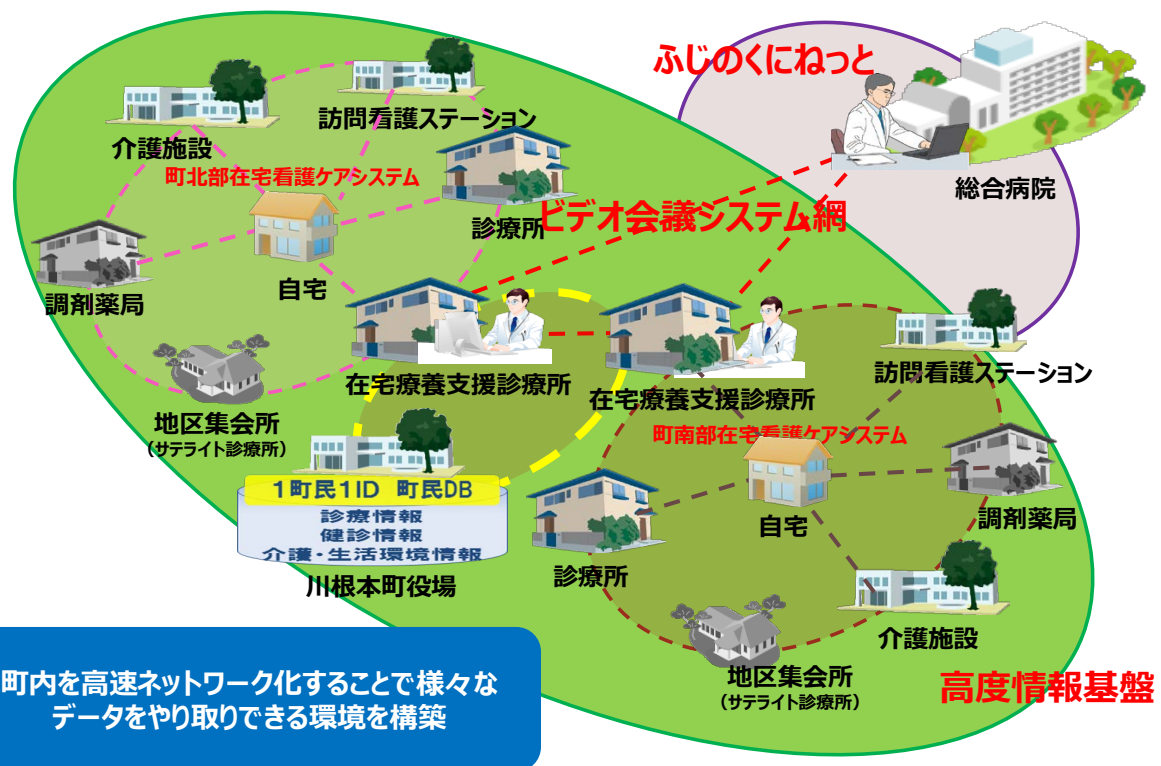 ふじのくにねっと
総合病院
訪問看護ステーション
介護施設
町北部在宅看護ケアシステム
診療所
ビデオ会議システム網
自宅
調剤薬局
地区集会所
(サテライト診療所)
在宅療養支援診療所
在宅療養支援診療所
訪問看護ステーション
町南部在宅看護ケアシステム
1町民1ID 町民DB
診療情報
健診情報
介護・生活環境情報
川根本町役場
診療所
自宅
調剤薬局
介護施設
地区集会所
(サテライト診療所)
高度情報基盤
町内を高速ネットワーク化することで様々な
データをやり取りできる環境を構築